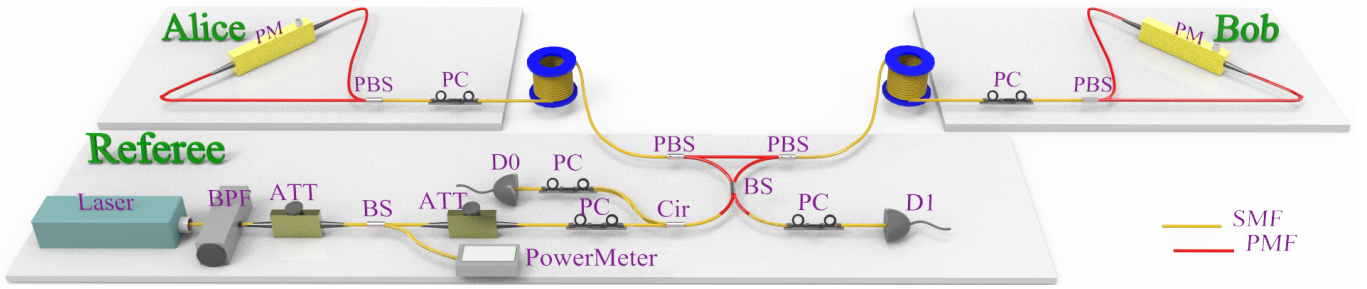 Alice
PM
PBS
PC
PC
PBS
PM
Bob
Referee
PBS
PBS
D0
PC
BS
Laser
BPF
ATT
BS
ATT
PC
Cir
PC
D1
PowerMeter
SMF
PMF